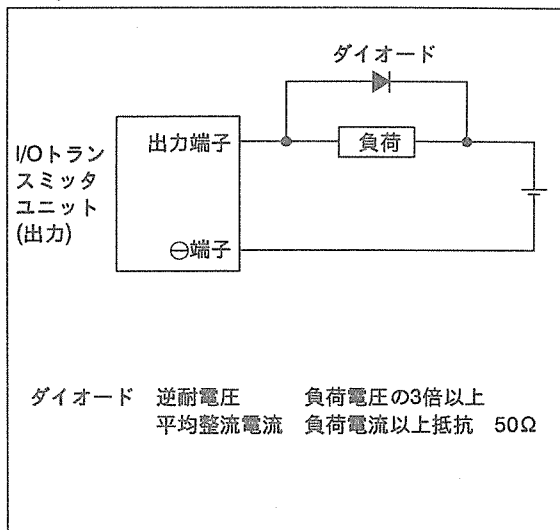 ダイオード
I/Oトラン
スミッタ
ユニット
(出力)
出力端子
負荷
⊖端子
ダイオード 逆耐電圧 負荷電圧の3倍以上
平均整流電流 負荷電流以上抵抗 50Ω